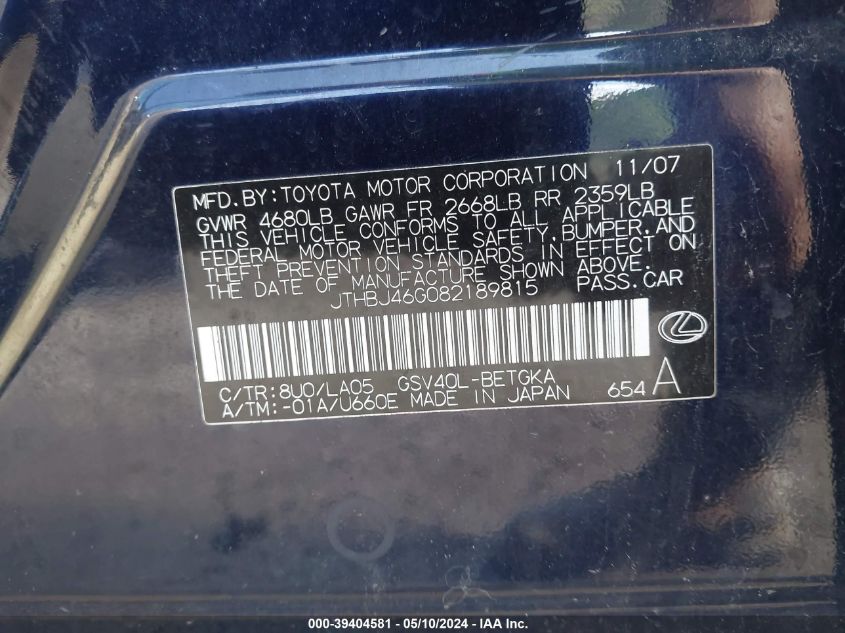 MFD.BY:TOYOTA MOTOR CORPORATION 11/07
GVWR 4680LB GAWR FR 2668LB RR 2359LB
THIS VEHICLE CONFORMS TO ALL APPLICABLE
FEDERAL MOTOR VEHICLE SAFETY,BUMPER,AND
THEFT PREVENTION STANDARDS IN EFFECT ON
THE DATE OF MANUFACTURE SHOWN ABOVE.
JTHBJ46G082189815 PASS.CAR
C/TR:8U0/LA05 GSV40L-BETGKA
A/TM:-01A/U660E MADE IN JAPAN 654 A
000-39404581 - 05/10/2024 - IAA Inc.